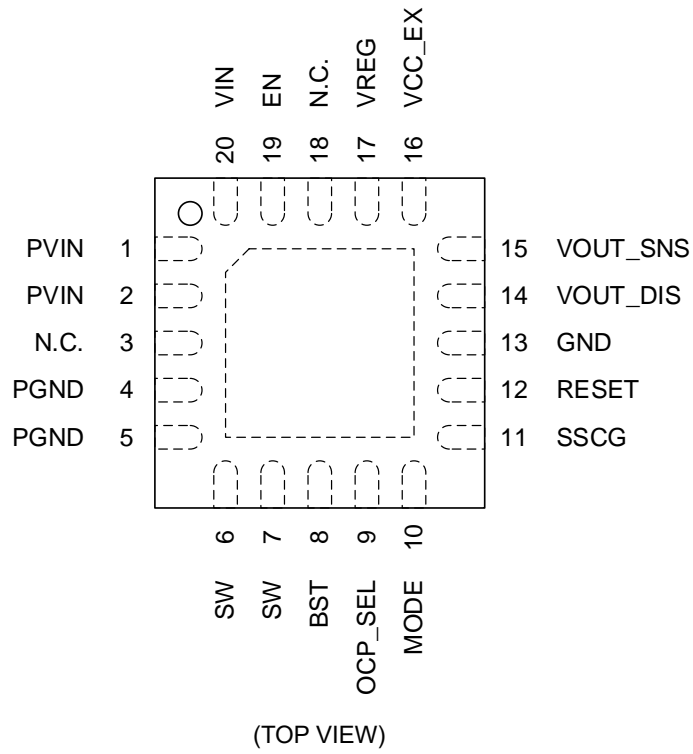 VIN
EN
N.C.
VREG
VCC_EX
20
19
18
17
16
PVIN 1
PVIN 2
N.C. 3
PGND 4
PGND 5
15 VOUT_SNS
14 VOUT_DIS
13 GND
12 RESET
11 SSCG
6
7
8
9
10
SW
SW
BST
OCP_SEL
MODE
(TOP VIEW)